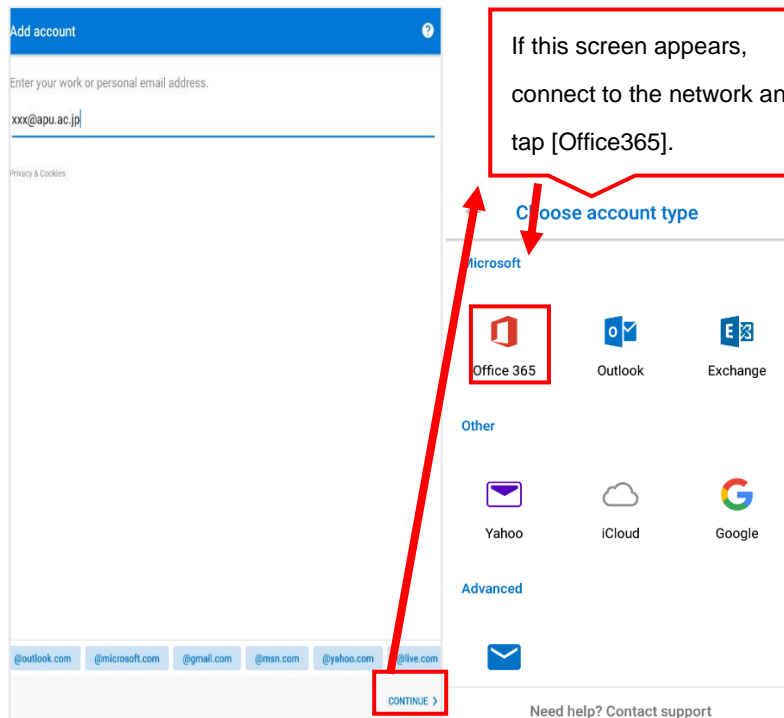 Add account
Enter your work or personal email address.
xxx@apu.ac.jp
Privacy & Cookies
@outlook.com @microsoft.com @gmail.com @msn.com @yahoo.com @live.com
CONTINUE >
If this screen appears,
connect to the network an
tap [Office365].
Choose account type
Microsoft
Office 365 Outlook Exchange
Other
Yahoo iCloud Google
Advanced
Need help? Contact support